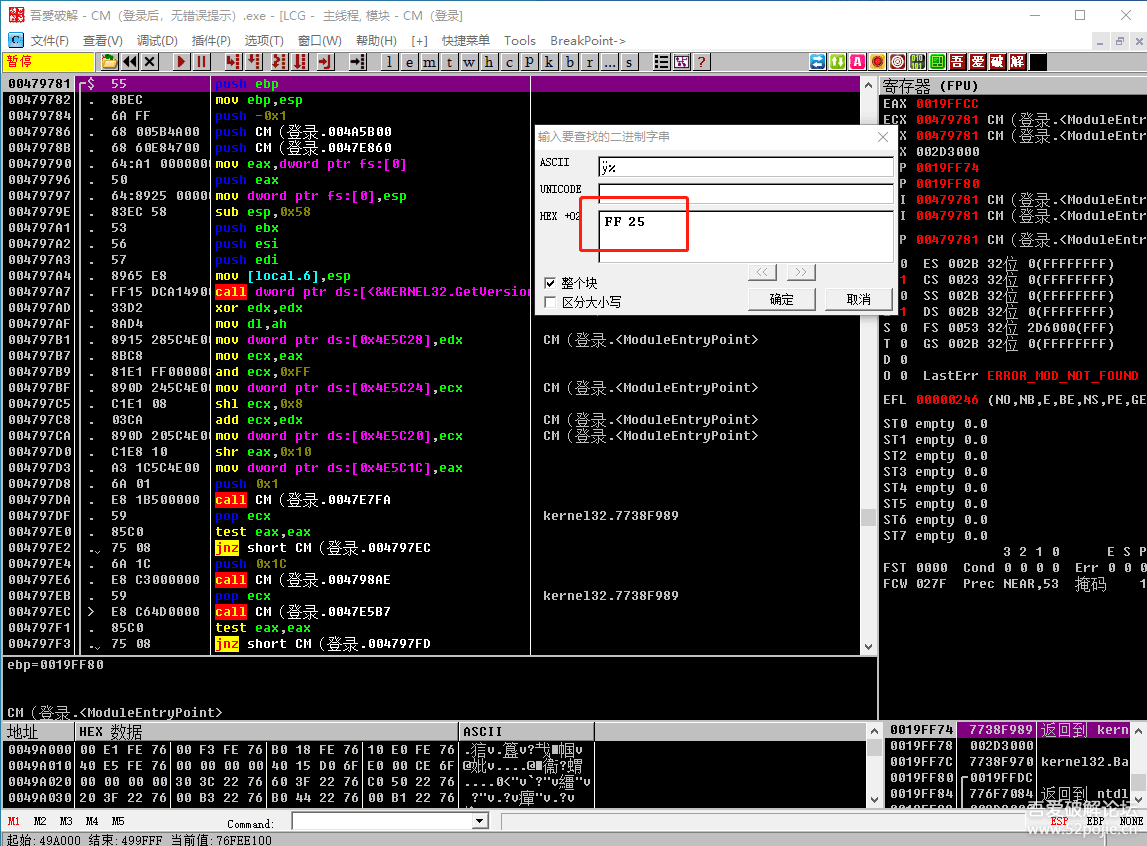 吾愛破解 - CM（登录后，无错误提示）.exe - [LCG - 主线程, 模块 - CM（登录]
文件(F) 查看(V) 调试(D) 插件(P) 选项(T) 窗口(W) 帮助(H) [+] 快捷菜单 Tools BreakPoint->
暂停 l e m t w h c p k b r ... s ? A 吾 爱 破 解
00479781 $ 55 push ebp
00479782 . 8BEC mov ebp,esp
00479784 . 6A FF push -0x1
00479786 . 68 005B4A00 push CM（登录.004A5B00
0047978B . 68 60E84700 push CM（登录.0047E860
00479790 . 64:A1 0000000 mov eax,dword ptr fs:[0]
00479796 . 50 push eax
00479797 . 64:8925 00000 mov dword ptr fs:[0],esp
0047979E . 83EC 58 sub esp,0x58
004797A1 . 53 push ebx
004797A2 . 56 push esi
004797A3 . 57 push edi
004797A4 . 8965 E8 mov [local.6],esp
004797A7 . FF15 DCA14900 call dword ptr ds:[<&KERNEL32.GetVersion
004797AD . 33D2 xor edx,edx
004797AF . 8AD4 mov dl,ah
004797B1 . 8915 285C4E00 mov dword ptr ds:[0x4E5C28],edx CM（登录.<ModuleEntryPoint>
004797B7 . 8BC8 mov ecx,eax
004797B9 . 81E1 FF000000 and ecx,0xFF
004797BF . 890D 245C4E00 mov dword ptr ds:[0x4E5C24],ecx CM（登录.<ModuleEntryPoint>
004797C5 . C1E1 08 shl ecx,0x8
004797C8 . 03CA add ecx,edx CM（登录.<ModuleEntryPoint>
004797CA . 890D 205C4E00 mov dword ptr ds:[0x4E5C20],ecx CM（登录.<ModuleEntryPoint>
004797D0 . C1E8 10 shr eax,0x10
004797D3 . A3 1C5C4E00 mov dword ptr ds:[0x4E5C1C],eax
004797D8 . 6A 01 push 0x1
004797DA . E8 1B500000 call CM（登录.0047E7FA
004797DF . 59 pop ecx kernel32.7738F989
004797E0 . 85C0 test eax,eax
004797E2 . 75 08 jnz short CM（登录.004797EC
004797E4 . 6A 1C push 0x1C
004797E6 . E8 C3000000 call CM（登录.004798AE
004797EB . 59 pop ecx kernel32.7738F989
004797EC > E8 C64D0000 call CM（登录.0047E5B7
004797F1 . 85C0 test eax,eax
004797F3 . 75 08 jnz short CM（登录.004797FD
输入要查找的二进制字串
ASCII ÿ%
UNICODE
HEX +02 FF 25
<< >>
整个块
区分大小写
确定 取消
寄存器 (FPU)
EAX 0019FFCC
ECX 00479781 CM（登录.<ModuleEntr
X 00479781 CM（登录.<ModuleEntr
X 002D3000
P 0019FF74
P 0019FF80
I 00479781 CM（登录.<ModuleEntr
I 00479781 CM（登录.<ModuleEntr
P 00479781 CM（登录.<ModuleEntr
0 ES 002B 32位 0(FFFFFFFF)
1 CS 0023 32位 0(FFFFFFFF)
0 SS 002B 32位 0(FFFFFFFF)
1 DS 002B 32位 0(FFFFFFFF)
S 0 FS 0053 32位 2D6000(FFF)
T 0 GS 002B 32位 0(FFFFFFFF)
D 0
O 0 LastErr ERROR_MOD_NOT_FOUND
EFL 00000246 (NO,NB,E,BE,NS,PE,GE
ST0 empty 0.0
ST1 empty 0.0
ST2 empty 0.0
ST3 empty 0.0
ST4 empty 0.0
ST5 empty 0.0
ST6 empty 0.0
ST7 empty 0.0
3 2 1 0 E S P
FST 0000 Cond 0 0 0 0 Err 0 0 0
FCW 027F Prec NEAR,53 掩码 1
ebp=0019FF80
CM（登录.<ModuleEntryPoint>
地址 HEX 数据 ASCII
0049A000 00 E1 FE 76 00 F3 FE 76 B0 18 FE 76 10 E0 FE 76
0049A010 40 E5 FE 76 00 00 00 00 40 15 D0 6F E0 00 CE 6F
0049A020 00 00 00 00 30 3C 22 76 60 3F 22 76 C0 50 22 76
0049A030 20 3F 22 76 00 B3 22 76 B0 44 22 76 00 B1 22 76
0019FF74 7738F989 返回到 kern
0019FF78 002D3000
0019FF7C 7738F970 kernel32.Ba
0019FF80 0019FFDC
0019FF84 776F7084 返回到 ntdl
M1 M2 M3 M4 M5 Command: ESP EBP NONE
起始: 49A000 结束: 499FFF 当前值: 76FEE100
吾爱破解论坛
www.52pojie.cn